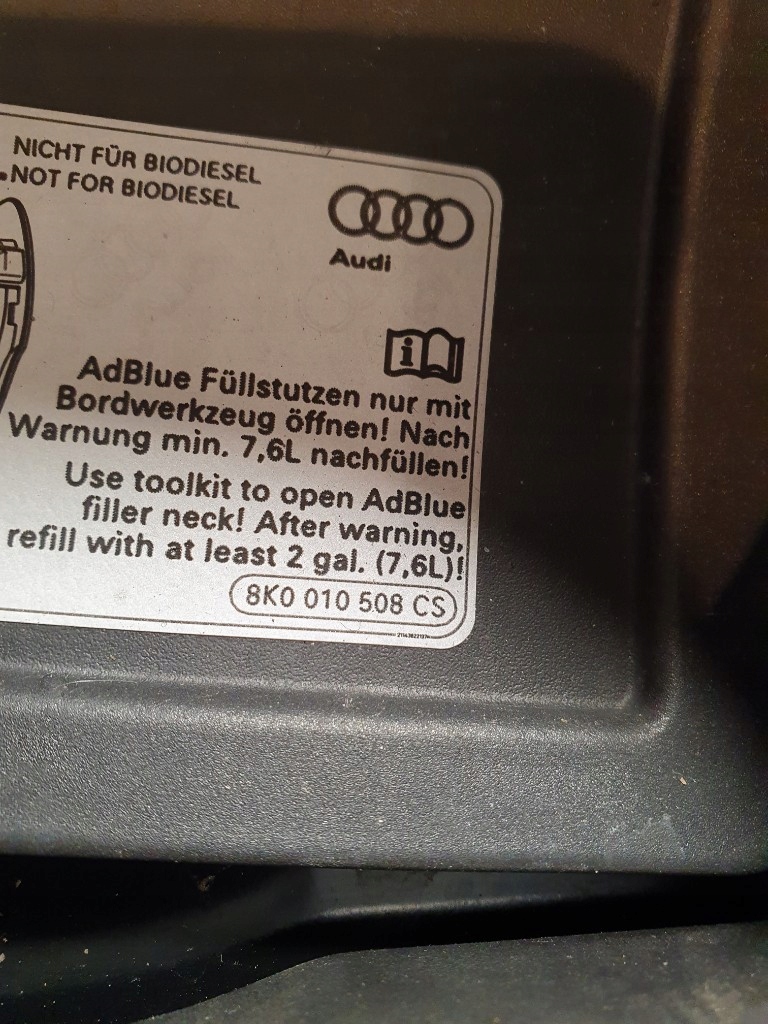 NICHT FÜR BIODIESEL
NOT FOR BIODIESEL
Audi
i
AdBlue Füllstutzen nur mit
Bordwerkzeug öffnen! Nach
Warnung min. 7,6L nachfüllen!
Use toolkit to open AdBlue
filler neck! After warning,
refill with at least 2 gal. (7,6L)!
8K0 010 508 CS